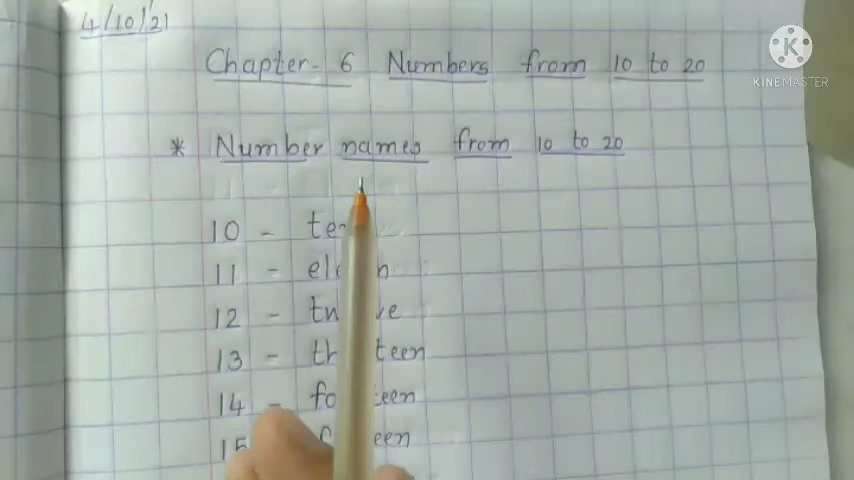 4/10/'21
Chapter-6 Numbers from 10 to 20
* Number names from 10 to 20
10 -
11 -
12 -
13 -
14 -
15
K
KINEMASTER